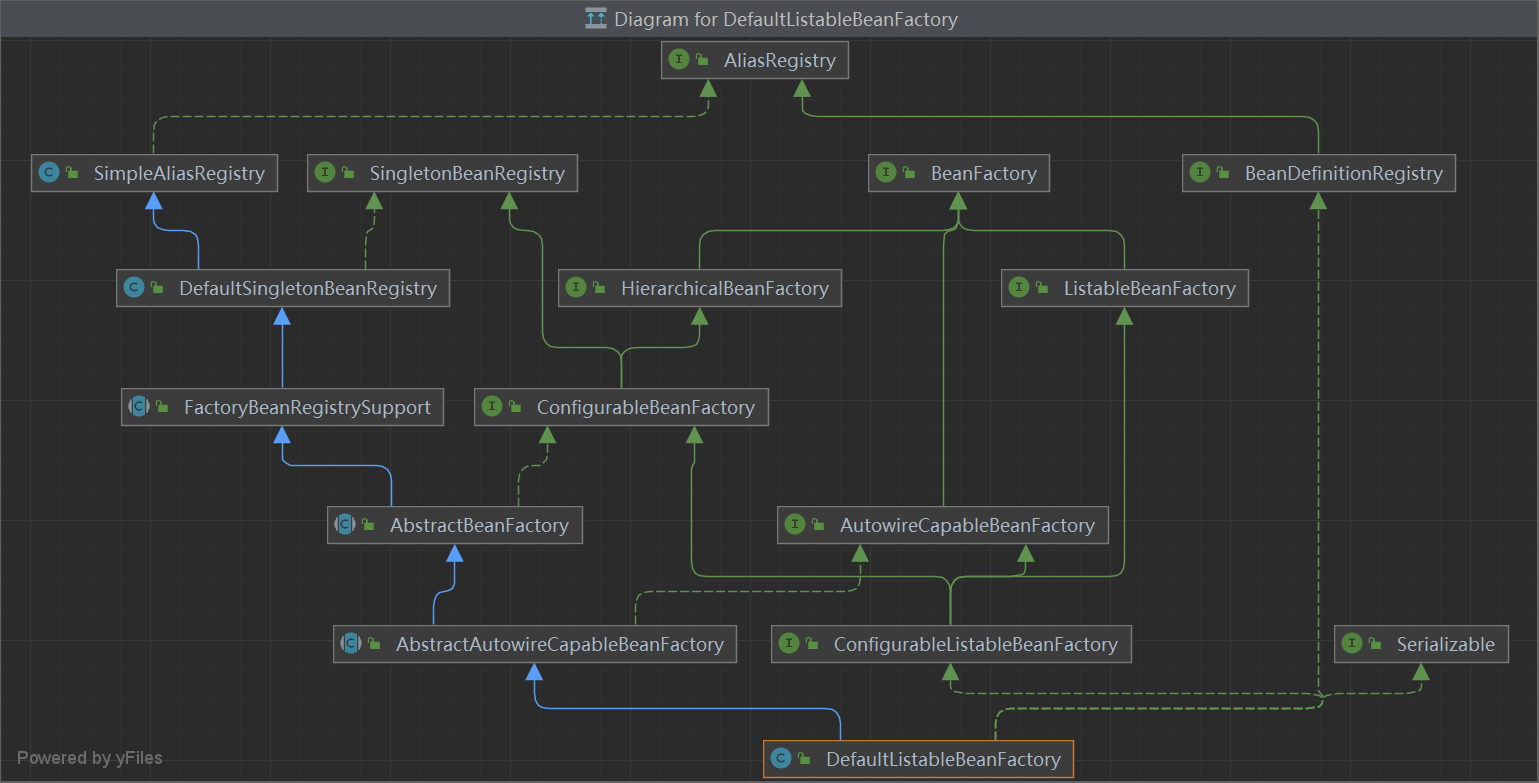 Diagram for DefaultListableBeanFactory
I AliasRegistry
C SimpleAliasRegistry
I SingletonBeanRegistry
I BeanFactory
I BeanDefinitionRegistry
C DefaultSingletonBeanRegistry
I HierarchicalBeanFactory
I ListableBeanFactory
C FactoryBeanRegistrySupport
I ConfigurableBeanFactory
C AbstractBeanFactory
I AutowireCapableBeanFactory
C AbstractAutowireCapableBeanFactory
I ConfigurableListableBeanFactory
I Serializable
C DefaultListableBeanFactory
Powered by yFiles